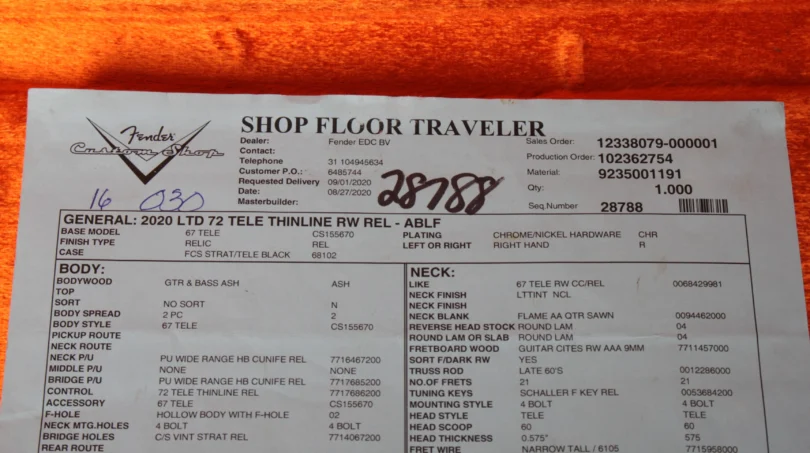 Fender
Custom Shop
SHOP FLOOR TRAVELER
Dealer: Fender EDC BV
Contact:
Telephone 31 104945634
Customer P.O.: 6485744
Requested Delivery 09/01/2020
Date: 08/27/2020
Masterbuilder:
28788
16 030
Sales Order: 12338079-000001
Production Order: 102362754
Material: 9235001191
Qty: 1.000
Seq.Number 28788
GENERAL: 2020 LTD 72 TELE THINLINE RW REL - ABLF
BASE MODEL 67 TELE CS155670 PLATING CHROME/NICKEL HARDWARE CHR
FINISH TYPE RELIC REL LEFT OR RIGHT RIGHT HAND R
CASE FCS STRAT/TELE BLACK 68102
BODY:
BODYWOOD GTR & BASS ASH ASH
TOP
SORT NO SORT N
BODY SPREAD 2 PC 2
BODY STYLE 67 TELE CS155670
PICKUP ROUTE
NECK ROUTE
NECK P/U PU WIDE RANGE HB CUNIFE REL 7716467200
MIDDLE P/U NONE NONE
BRIDGE P/U PU WIDE RANGE HB CUNIFE REL 7717685200
CONTROL 72 TELE THINLINE REL 7717686200
ACCESSORY 67 TELE CS155670
F-HOLE HOLLOW BODY WITH F-HOLE 02
NECK MTG.HOLES 4 BOLT 4 BOLT
BRIDGE HOLES C/S VINT STRAT REL 7714067200
REAR ROUTE
NECK:
LIKE 67 TELE RW CC/REL 0068429981
NECK FINISH LTTINT NCL
NECK FINISH
NECK BLANK FLAME AA QTR SAWN 0094462000
REVERSE HEAD STOCK ROUND LAM 04
ROUND LAM OR SLAB ROUND LAM 04
FRETBOARD WOOD GUITAR CITES RW AAA 9MM 7711457000
SORT F/DARK RW YES
TRUSS ROD LATE 60'S 0012296000
NO.OF FRETS 21 21
TUNING KEYS SCHALLER F KEY REL 0053684200
MOUNTING STYLE 4 BOLT 4 BOLT
HEAD STYLE TELE TELE
HEAD SCOOP 60 60
HEAD THICKNESS 0.575" 575
FRET WIRE NARROW TALL / 6105 7715958000